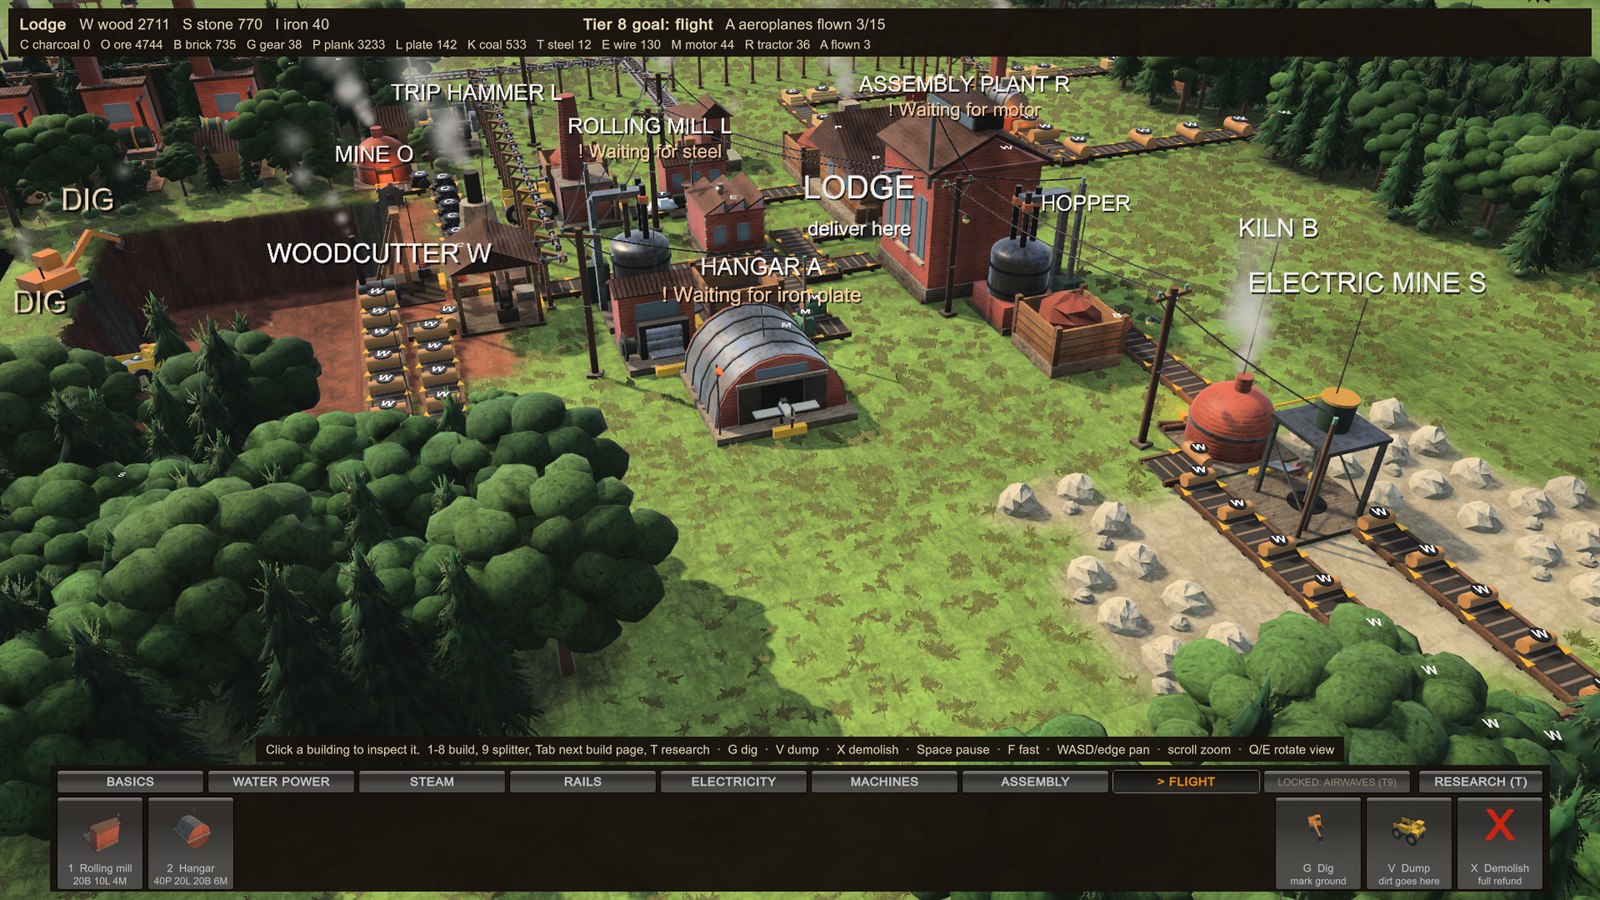 Lodge W wood 2711 S stone 770 I iron 40
Tier 8 goal: flight A aeroplanes flown 3/15
C charcoal 0 O ore 4744 B brick 735 G gear 38 P plank 3233 L plate 142 K coal 533 T steel 12 E wire 130 M motor 44 R tractor 36 A flown 3
TRIP HAMMER L
ASSEMBLY PLANT R
! Waiting for motor
ROLLING MILL L
! Waiting for steel
MINE O
DIG
LODGE
deliver here
HOPPER
KILN B
WOODCUTTER W
HANGAR A
! Waiting for iron plate
ELECTRIC MINE S
DIG
Click a building to inspect it. 1-8 build, 9 splitter, Tab next build page, T research · G dig · V dump · X demolish · Space pause · F fast · WASD/edge pan · scroll zoom · Q/E rotate view
BASICS
WATER POWER
STEAM
RAILS
ELECTRICITY
MACHINES
ASSEMBLY
> FLIGHT
LOCKED: AIRWAVES (T9)
RESEARCH (T)
1 Rolling mill
20B 10L 4M
2 Hangar
40P 20L 20B 6M
G Dig
mark ground
V Dump
dirt goes here
X
X Demolish
full refund